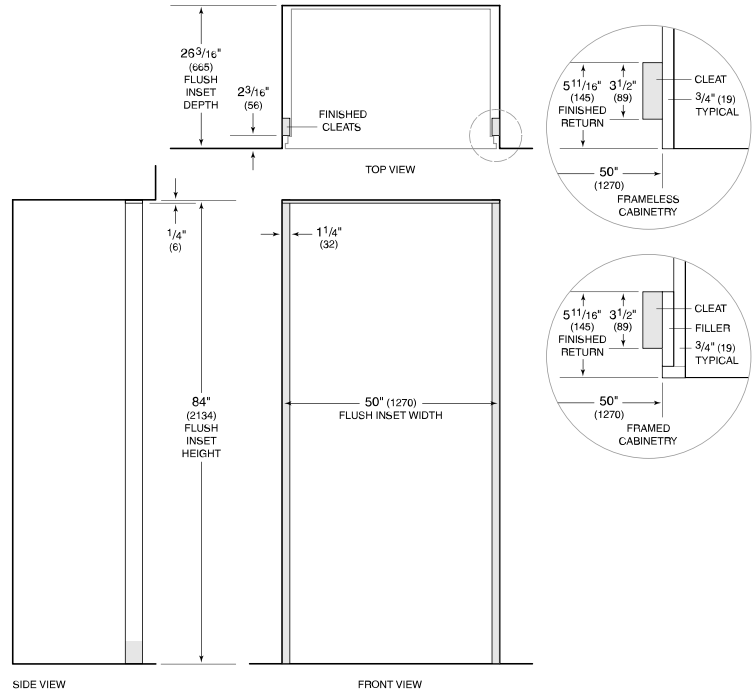 26 3/16"
(665)
FLUSH
INSET
DEPTH
2 3/16"
(56)
FINISHED
CLEATS
TOP VIEW
5 11/16"
(145)
FINISHED
RETURN
3 1/2"
(89)
CLEAT
3/4" (19)
TYPICAL
50"
(1270)
FRAMELESS
CABINETRY
1/4"
(6)
1 1/4"
(32)
5 11/16"
(145)
FINISHED
RETURN
3 1/2"
(89)
CLEAT
FILLER
3/4" (19)
TYPICAL
50"
(1270)
FRAMED
CABINETRY
84"
(2134)
FLUSH
INSET
HEIGHT
50" (1270)
FLUSH INSET WIDTH
SIDE VIEW
FRONT VIEW